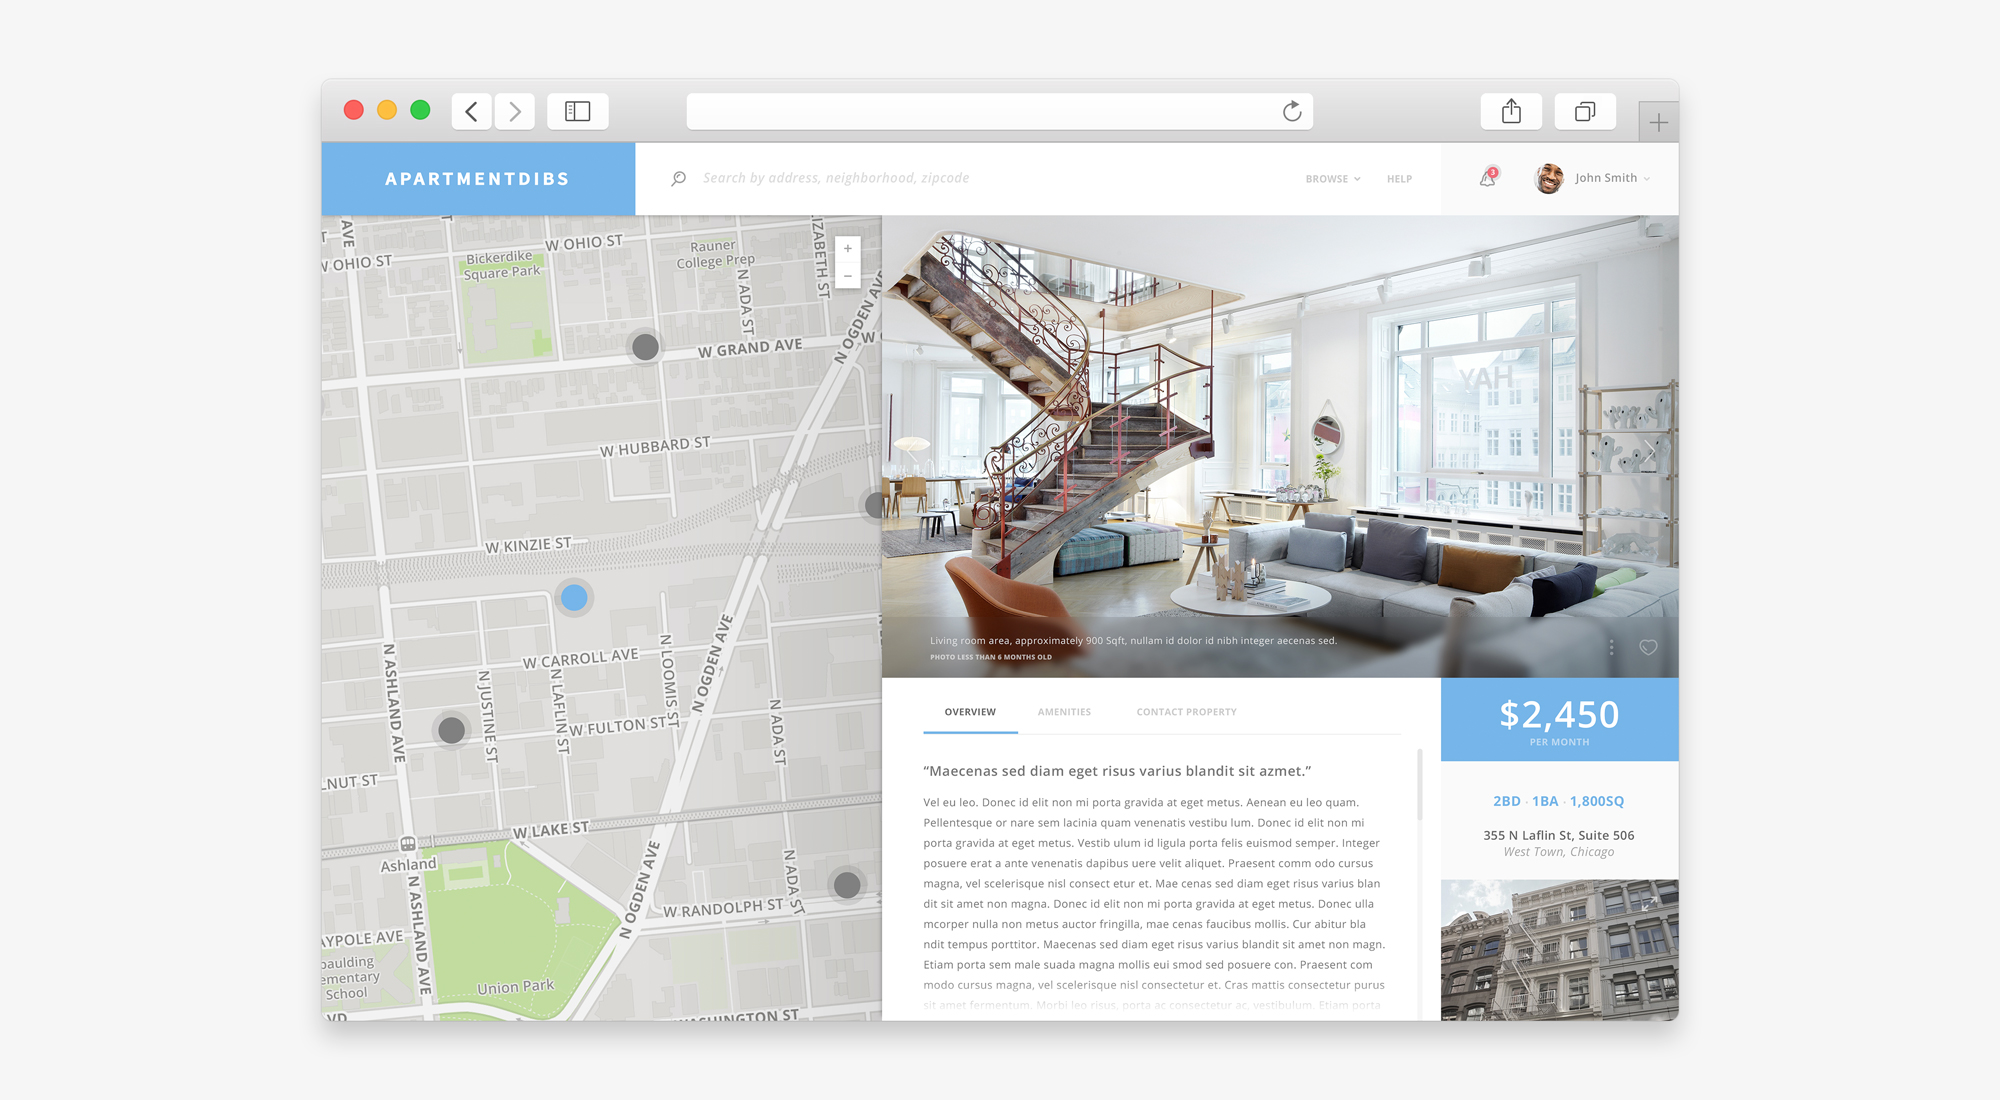 APARTMENTDIBS
Search by address, neighborhood, zipcode
BROWSE
HELP
3
John Smith
AVE
W OHIO ST
W OHIO ST
Bickerdike
Square Park
Rauner
College Prep
N ADA ST
ELIZABETH ST
+
−
N OGDEN AVE
W GRAND AVE
W HUBBARD ST
W KINZIE ST
N ASHLAND AVE
W CARROLL AVE
N JUSTINE ST
N LAFLIN ST
N LOOMIS ST
N OGDEN AVE
W FULTON ST
N ADA ST
LNUT ST
W LAKE ST
Ashland
N ASHLAND AVE
N OGDEN AVE
N ADA ST
W RANDOLPH ST
AYPOLE AVE
paulding
ementary
School
Union Park
WASHINGTON ST
HAY
Living room area, approximately 900 Sqft, nullam id dolor id nibh integer aecenas sed.
PHOTO LESS THAN 6 MONTHS OLD
OVERVIEW
AMENITIES
CONTACT PROPERTY
“Maecenas sed diam eget risus varius blandit sit azmet.”
Vel eu leo. Donec id elit non mi porta gravida at eget metus. Aenean eu leo quam.
Pellentesque or nare sem lacinia quam venenatis vestibu lum. Donec id elit non mi
porta gravida at eget metus. Vestib ulum id ligula porta felis euismod semper. Integer
posuere erat a ante venenatis dapibus uere velit aliquet. Praesent comm odo cursus
magna, vel scelerisque nisl consect etur et. Mae cenas sed diam eget risus varius blan
dit sit amet non magna. Donec id elit non mi porta gravida at eget metus. Donec ulla
mcorper nulla non metus auctor fringilla, mae cenas faucibus mollis. Cur abitur bla
ndit tempus porttitor. Maecenas sed diam eget risus varius blandit sit amet non magn.
Etiam porta sem male suada magna mollis eui smod sed posuere con. Praesent com
modo cursus magna, vel scelerisque nisl consectetur et. Cras mattis consectetur purus
sit amet fermentum. Morbi leo risus, porta ac consectetur ac, vestibulum. Etiam porta
$2,450
PER MONTH
2BD · 1BA · 1,800SQ
355 N Laflin St, Suite 506
West Town, Chicago